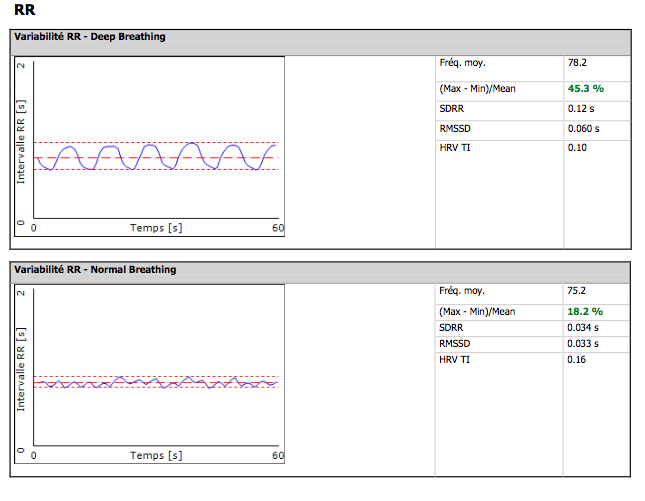 RR
Variabilité RR - Deep Breathing
2
Intervalle RR [s]
0
0 Temps [s] 60
Fréq. moy. 78.2
(Max - Min)/Mean 45.3 %
SDRR 0.12 s
RMSSD 0.060 s
HRV TI 0.10
Variabilité RR - Normal Breathing
2
Intervalle RR [s]
0
0 Temps [s] 60
Fréq. moy. 75.2
(Max - Min)/Mean 18.2 %
SDRR 0.034 s
RMSSD 0.033 s
HRV TI 0.16